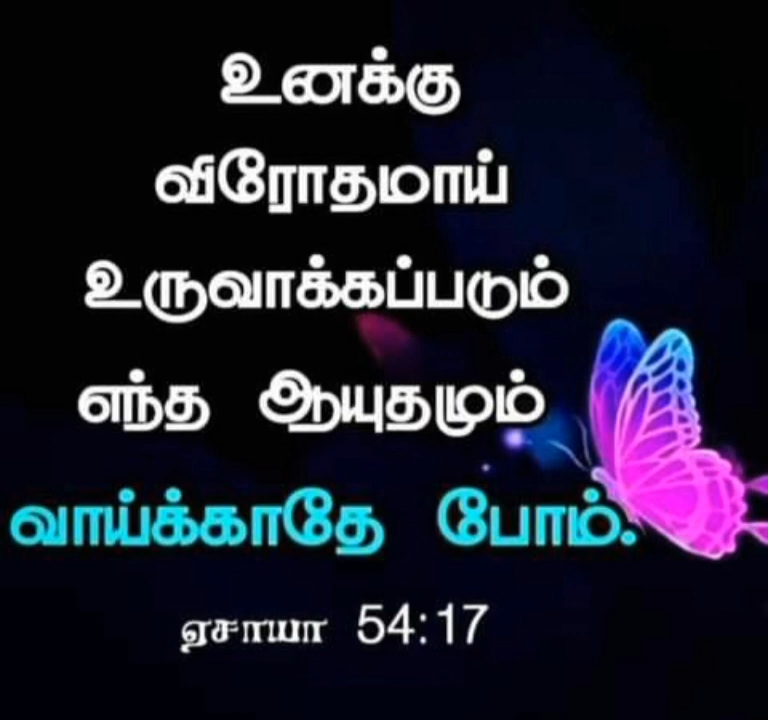 உனக்கு
விரோதமாய்
உருவாக்கப்படும்
எந்த ஆயுதமும்
வாய்க்காதே போம்.
ஏசாயா 54:17